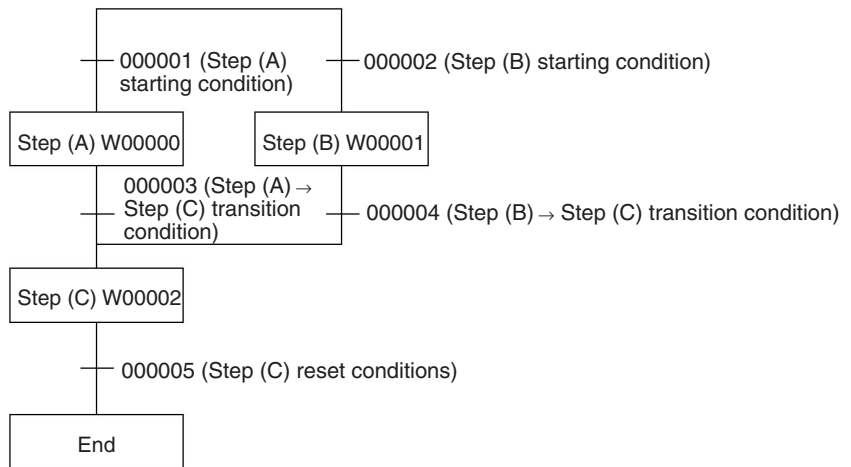 000001 (Step (A)
starting condition)
000002 (Step (B) starting condition)
Step (A) W00000
Step (B) W00001
000003 (Step (A) →
Step (C) transition
condition)
000004 (Step (B) → Step (C) transition condition)
Step (C) W00002
000005 (Step (C) reset conditions)
End